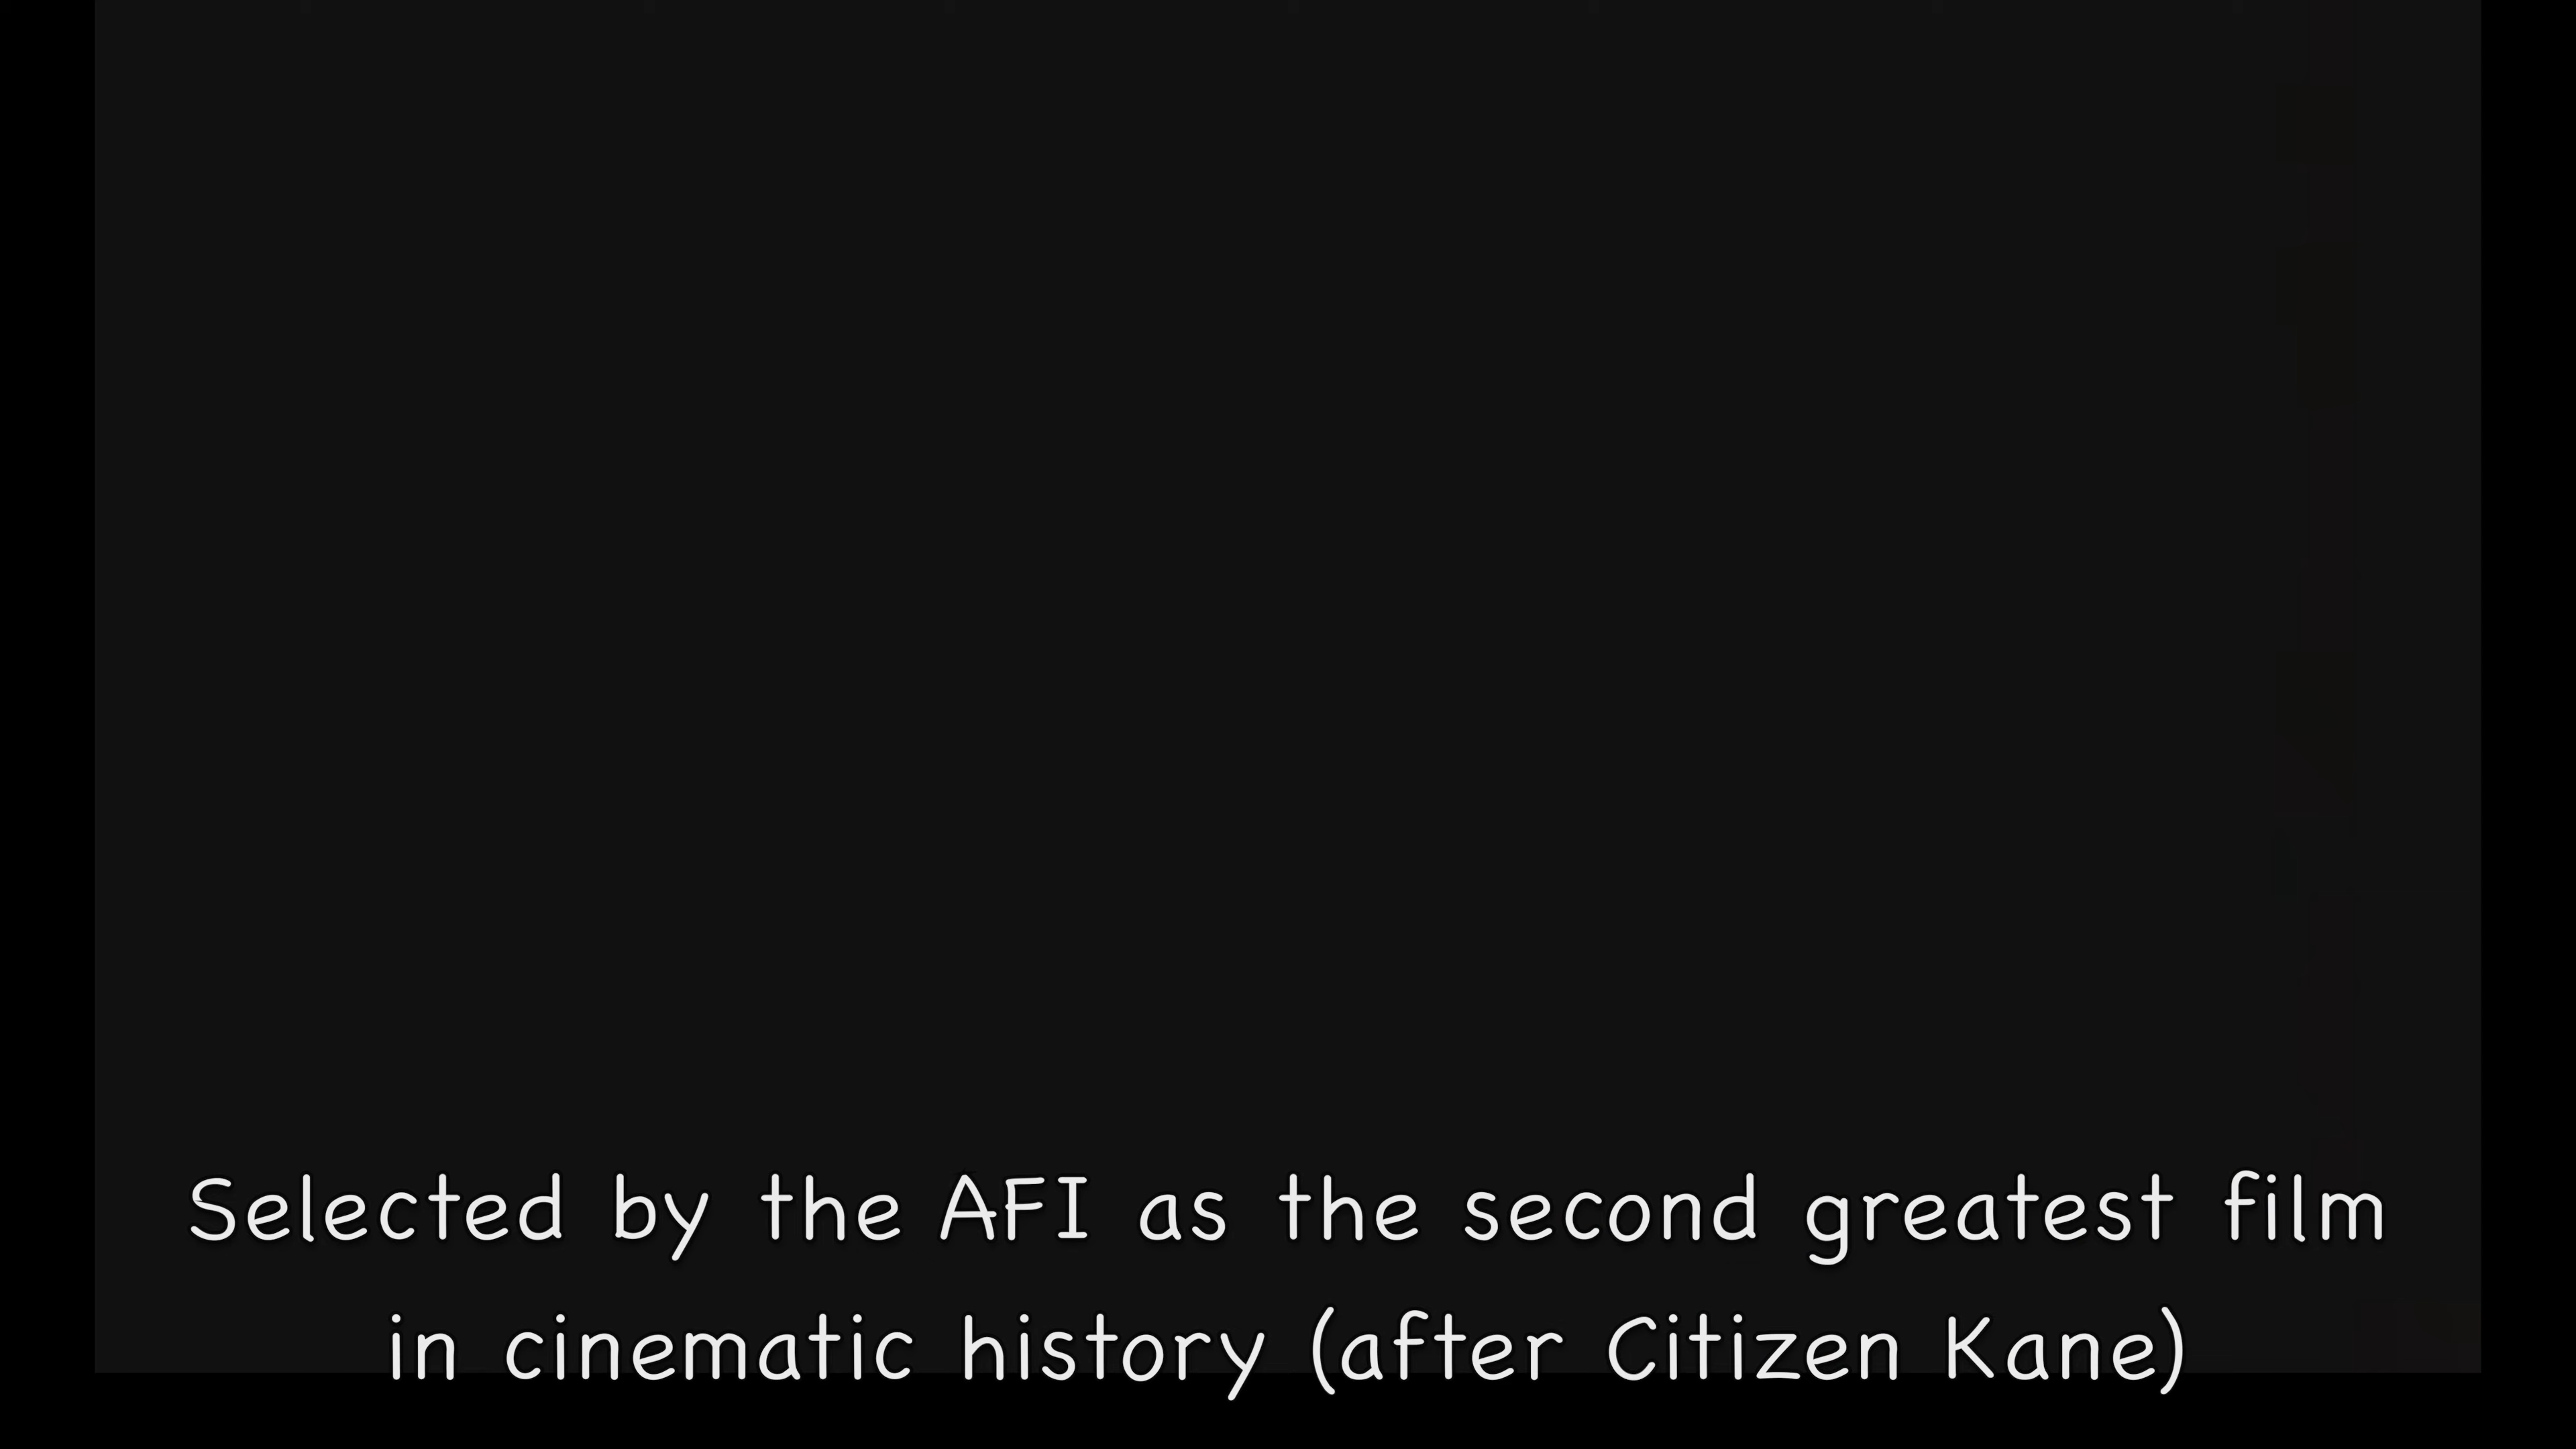 Selected by the AFI as the second greatest film
in cinematic history (after Citizen Kane)